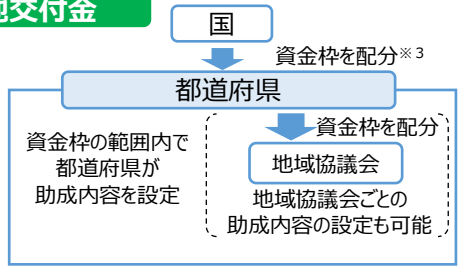 交付金
国
資金枠を配分※3
都道府県
資金枠の範囲内で
都道府県が
助成内容を設定
資金枠を配分
地域協議会
地域協議会ごとの
助成内容の設定も可能